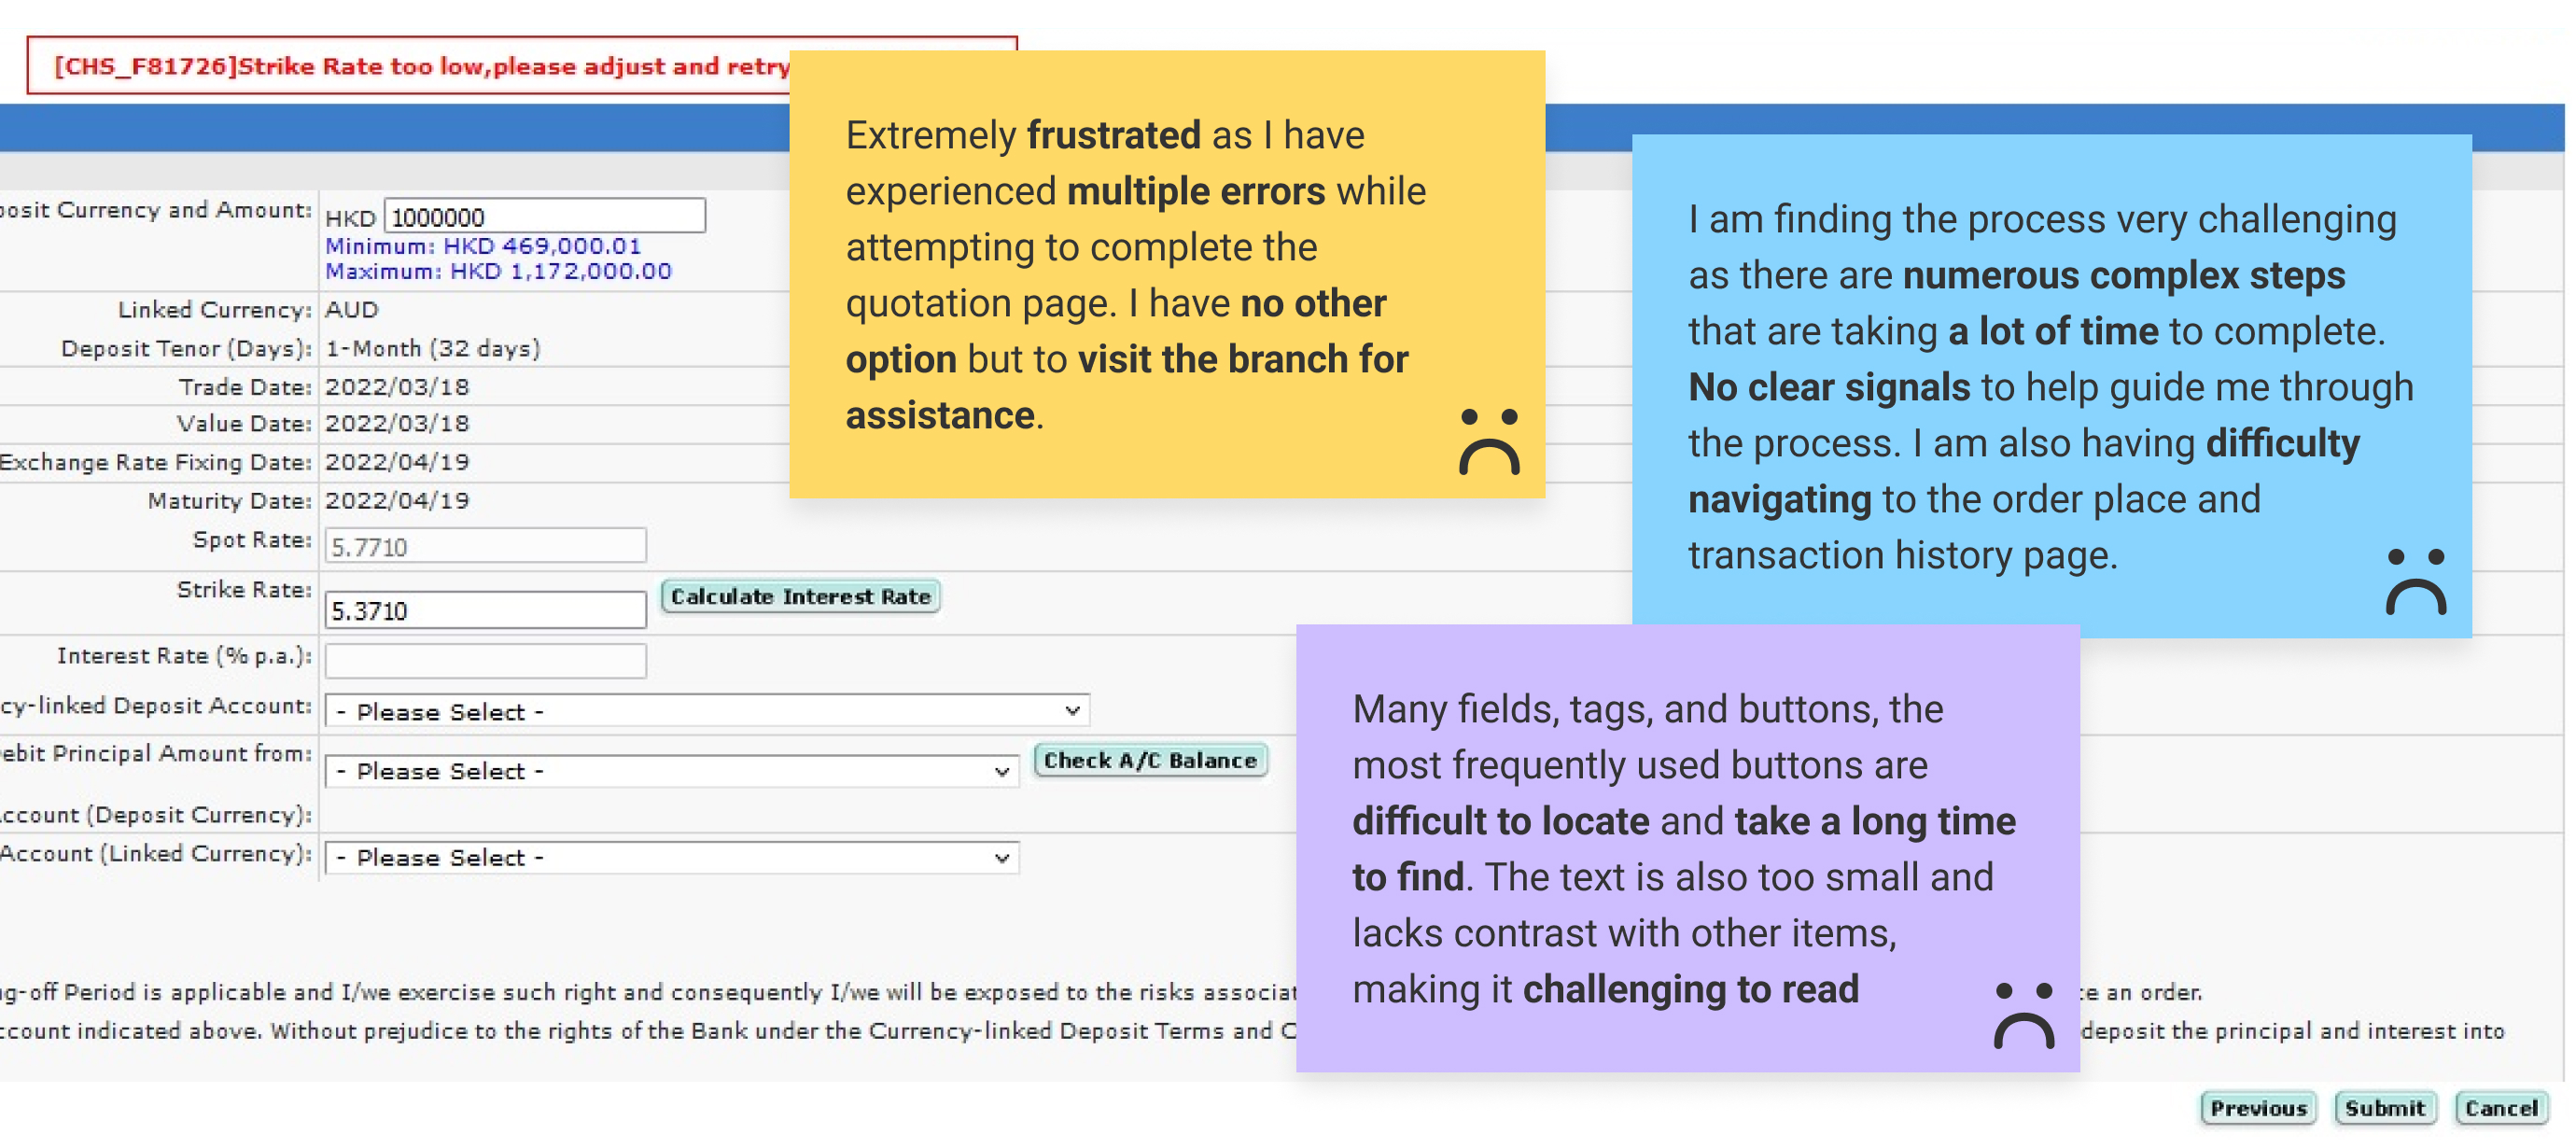 [CHS_F81726]Strike Rate too low,please adjust and retry
Extremely frustrated as I have
experienced multiple errors while
attempting to complete the
quotation page. I have no other
option but to visit the branch for
assistance.
I am finding the process very challenging
as there are numerous complex steps
that are taking a lot of time to complete.
No clear signals to help guide me through
the process. I am also having difficulty
navigating to the order place and
transaction history page.
Many fields, tags, and buttons, the
most frequently used buttons are
difficult to locate and take a long time
to find. The text is also too small and
lacks contrast with other items,
making it challenging to read
posit Currency and Amount: HKD 1000000
Minimum: HKD 469,000.01
Maximum: HKD 1,172,000.00
Linked Currency: AUD
Deposit Tenor (Days): 1-Month (32 days)
Trade Date: 2022/03/18
Value Date: 2022/03/18
Exchange Rate Fixing Date: 2022/04/19
Maturity Date: 2022/04/19
Spot Rate: 5.7710
Strike Rate: 5.3710 Calculate Interest Rate
Interest Rate (% p.a.):
cy-linked Deposit Account: - Please Select -
ebit Principal Amount from: - Please Select - Check A/C Balance
ccount (Deposit Currency):
Account (Linked Currency): - Please Select -
g-off Period is applicable and I/we exercise such right and consequently I/we will be exposed to the risks associat e an order.
ccount indicated above. Without prejudice to the rights of the Bank under the Currency-linked Deposit Terms and C deposit the principal and interest into
Previous Submit Cancel